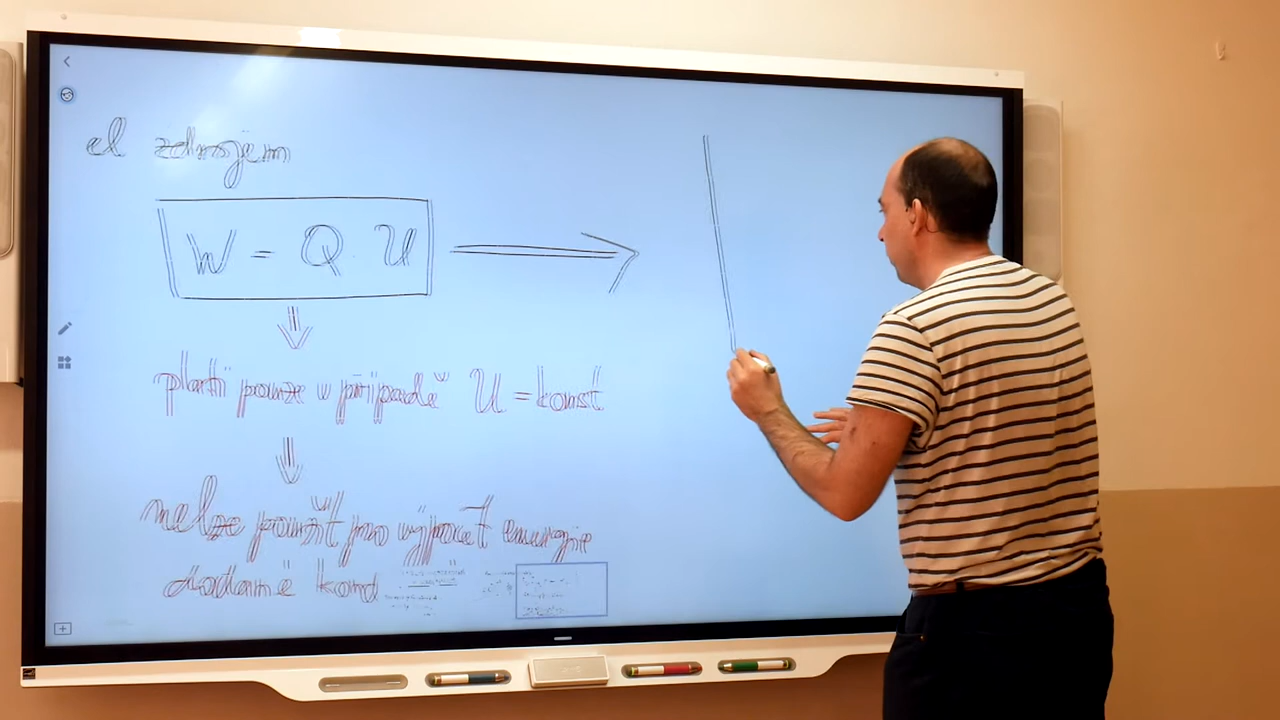 el zdrojem
W = Q . U
platí pouze v případě U = konst
nelze použít pro výpočet energie
dodané kond